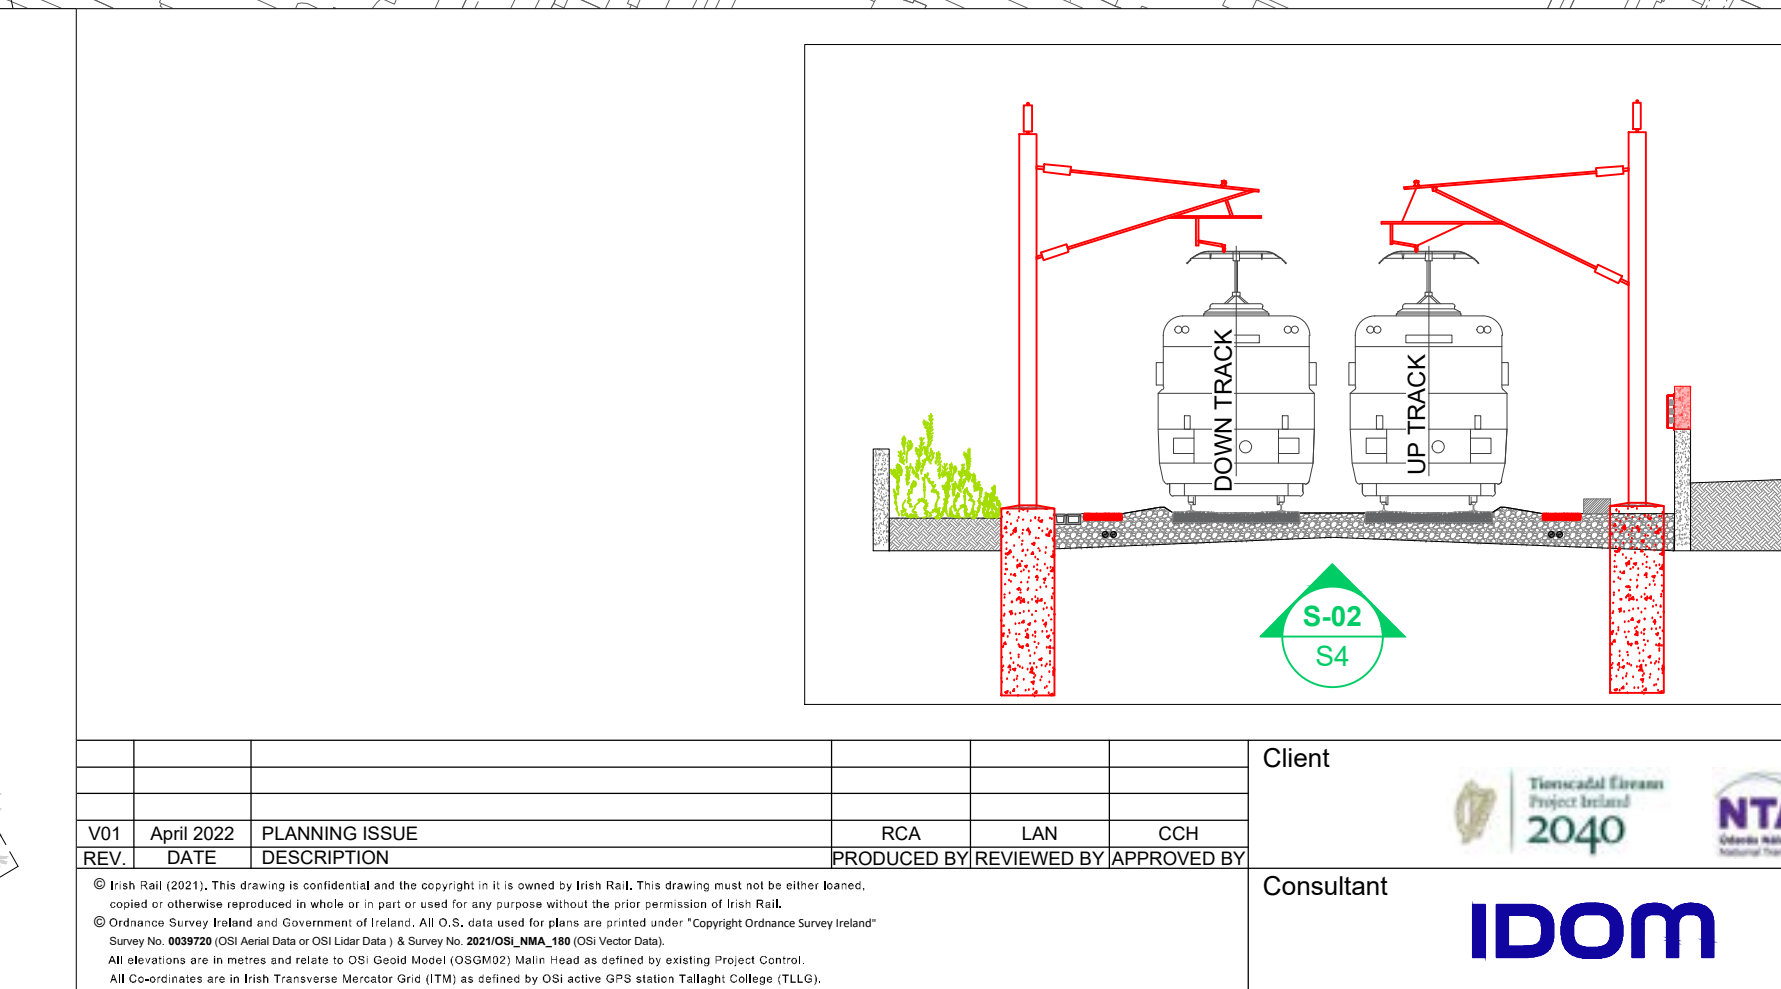 DOWN TRACK
UP TRACK
S-02
S4
V01 April 2022 PLANNING ISSUE RCA LAN CCH
REV. DATE DESCRIPTION PRODUCED BY REVIEWED BY APPROVED BY
Client
Tionscadal Éireann
Project Ireland
2040
NTA
Consultant
IDOM
© Irish Rail (2021). This drawing is confidential and the copyright in it is owned by Irish Rail. This drawing must not be either loaned,
copied or otherwise reproduced in whole or in part or used for any purpose without the prior permission of Irish Rail.
© Ordnance Survey Ireland and Government of Ireland. All O.S. data used for plans are printed under "Copyright Ordnance Survey Ireland"
Survey No. 0039720 (OSI Aerial Data or OSI Lidar Data ) & Survey No. 2021/OSi_NMA_180 (OSi Vector Data).
All elevations are in metres and relate to OSi Geoid Model (OSGM02) Malin Head as defined by existing Project Control.
All Co-ordinates are in Irish Transverse Mercator Grid (ITM) as defined by OSi active GPS station Tallaght College (TLLG).